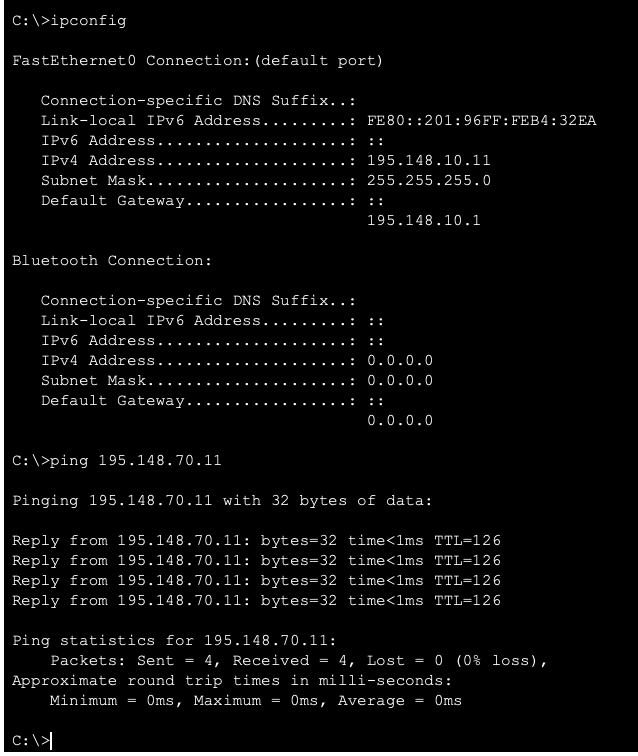 C:\>ipconfig

FastEthernet0 Connection:(default port)

   Connection-specific DNS Suffix..:
   Link-local IPv6 Address.........: FE80::201:96FF:FEB4:32EA
   IPv6 Address....................: ::
   IPv4 Address....................: 195.148.10.11
   Subnet Mask.....................: 255.255.255.0
   Default Gateway.................: ::
                                     195.148.10.1

Bluetooth Connection:

   Connection-specific DNS Suffix..:
   Link-local IPv6 Address.........: ::
   IPv6 Address....................: ::
   IPv4 Address....................: 0.0.0.0
   Subnet Mask.....................: 0.0.0.0
   Default Gateway.................: ::
                                     0.0.0.0

C:\>ping 195.148.70.11

Pinging 195.148.70.11 with 32 bytes of data:

Reply from 195.148.70.11: bytes=32 time<1ms TTL=126
Reply from 195.148.70.11: bytes=32 time<1ms TTL=126
Reply from 195.148.70.11: bytes=32 time<1ms TTL=126
Reply from 195.148.70.11: bytes=32 time<1ms TTL=126

Ping statistics for 195.148.70.11:
    Packets: Sent = 4, Received = 4, Lost = 0 (0% loss),
Approximate round trip times in milli-seconds:
    Minimum = 0ms, Maximum = 0ms, Average = 0ms

C:\>